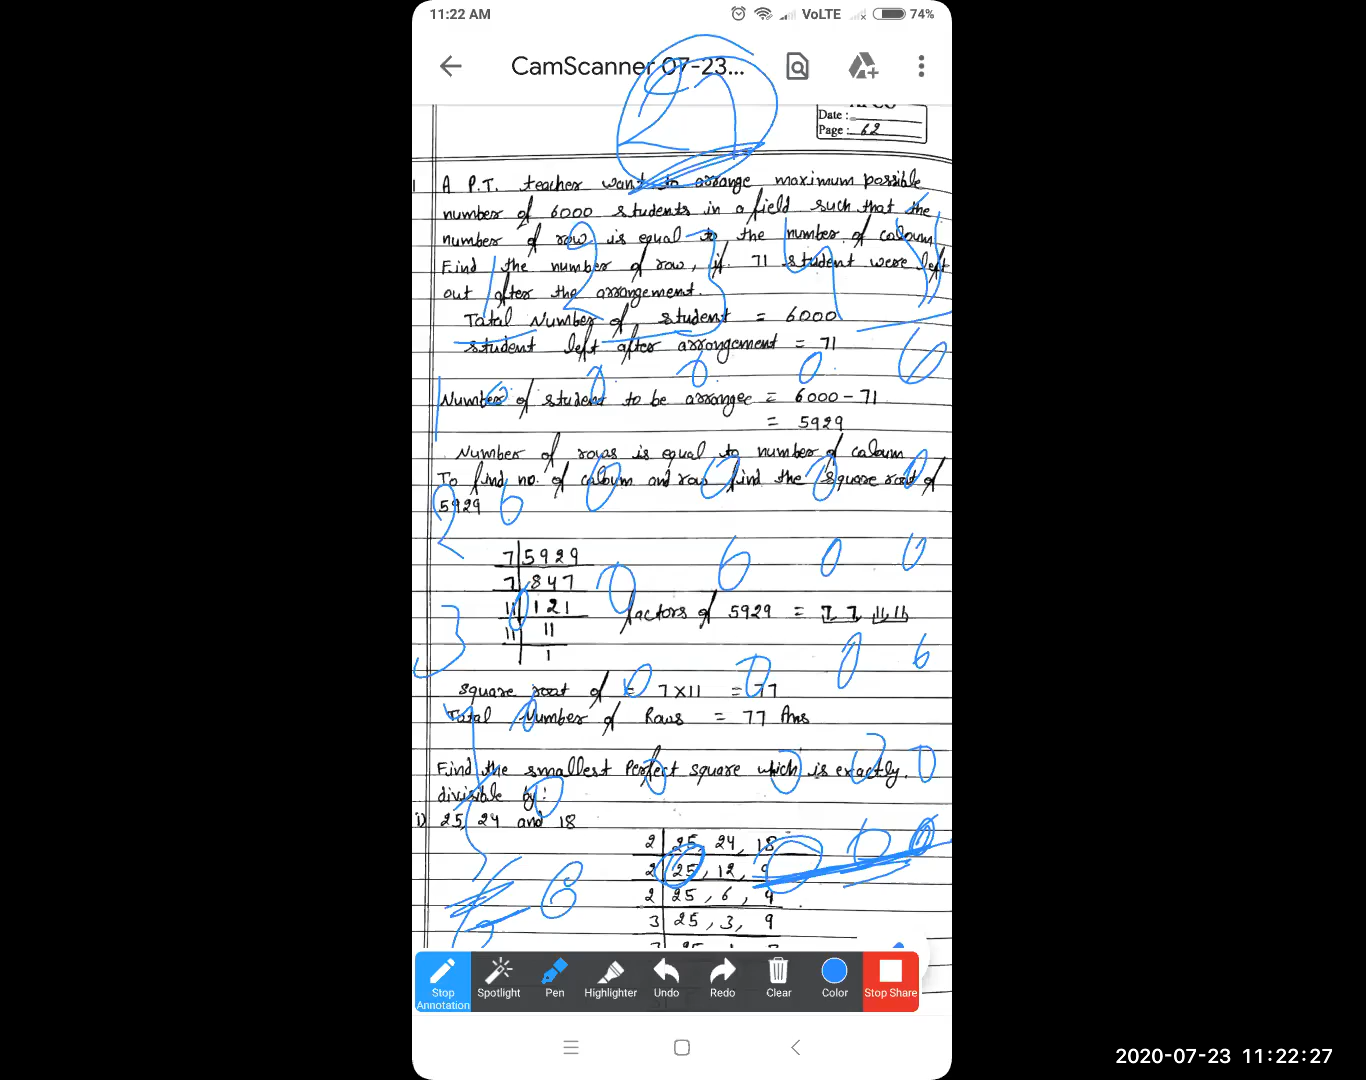 11:22 AM
VoLTE
74%
CamScanner 07-23...
Date :
Page : 62
A P.T. teacher want to arrange maximum possible
number of 6000 students in a field such that the
number of row is equal to the number of coloum
Find the number of row, if 71 student were left
out after the arrangement.
Total Number of student = 6000
Student left after arrangement = 71
Number of student to be arrangee = 6000 - 71
= 5929
Number of rows is equal to number of coloum
To find no. of coloum and row find the square root of
5929
7 | 5929
7 | 847
11 | 121
factors of 5929 = 7, 7, 11, 11
11 | 11
1
Square root of = 7 × 11 = 77
Total Number of Rows = 77 Ans
Find the smallest Perfect square which is exactly
divisible by :
i) 25, 24 and 18
2 | 25, 24, 18
2 | 25, 12, 9
2 | 25, 6, 9
3 | 25, 3, 9
Stop Annotation
Spotlight
Pen
Highlighter
Undo
Redo
Clear
Color
Stop Share
2020-07-23 11:22:27